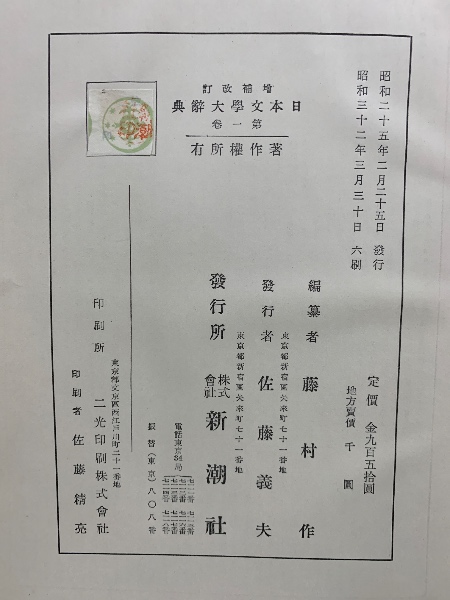 昭和二十五年二月二十五日 發行
昭和三十二年三月三十日 六刷
定價 金九百五拾圓
地方賣價 千圓
增補改訂
日本文學大辭典
第一卷
著作權所有
編纂者 藤村作
東京都新宿區矢來町七十一番地
發行者 佐藤義夫
東京都新宿區矢來町七十一番地
發行所 株式會社 新潮社
電話東京34局
振替(東京)八〇八番
印刷所
東京都文京區西江戶川町二十一番地
二光印刷株式會社
印刷者 佐藤精亮